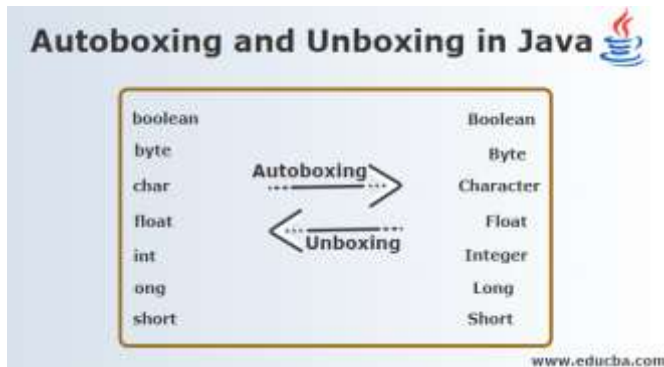 Autoboxing and Unboxing in Java
boolean Boolean
byte Byte
Autoboxing
char Character
float Float
Unboxing
int Integer
ong Long
short Short
www.educba.com